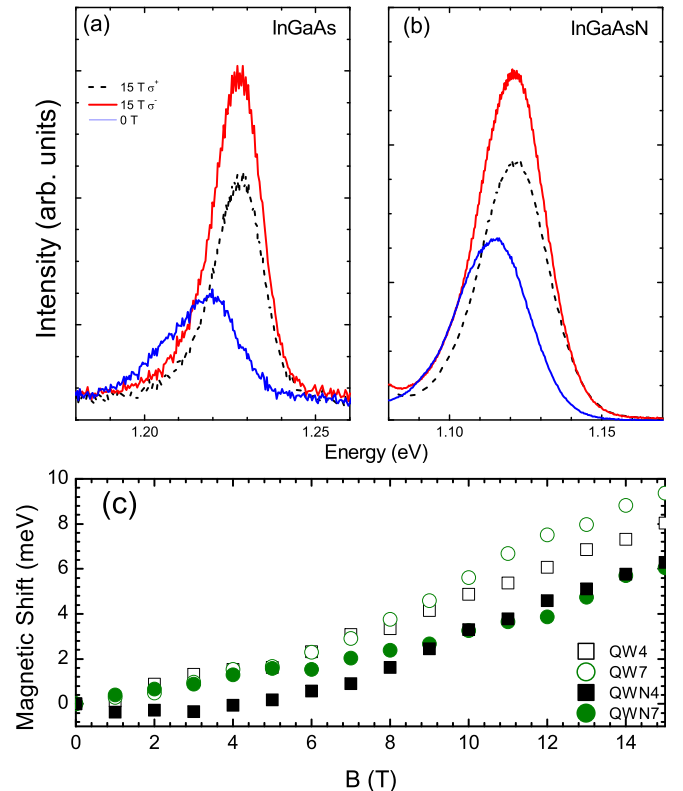 (a)
InGaAs
(b)
InGaAsN
15 T σ⁺
15 T σ⁻
0 T
Intensity (arb. units)
1.20
1.25
1.10
1.15
Energy (eV)
(c)
Magnetic Shift (meV)
10
8
6
4
2
0
QW4
QW7
QWN4
QWN7
0 2 4 6 8 10 12 14
B (T)